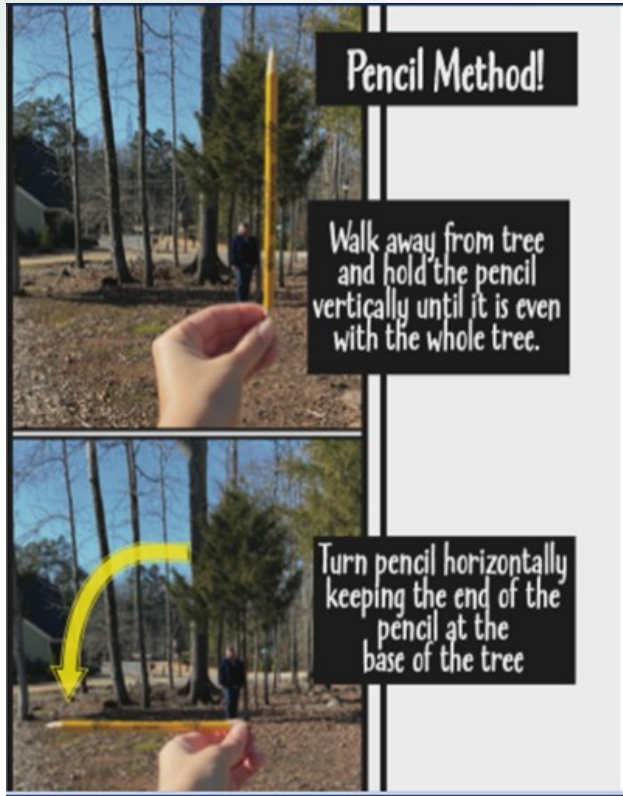 Pencil Method!
Walk away from tree
and hold the pencil
vertically until it is even
with the whole tree.
Turn pencil horizontally
keeping the end of the
pencil at the
base of the tree